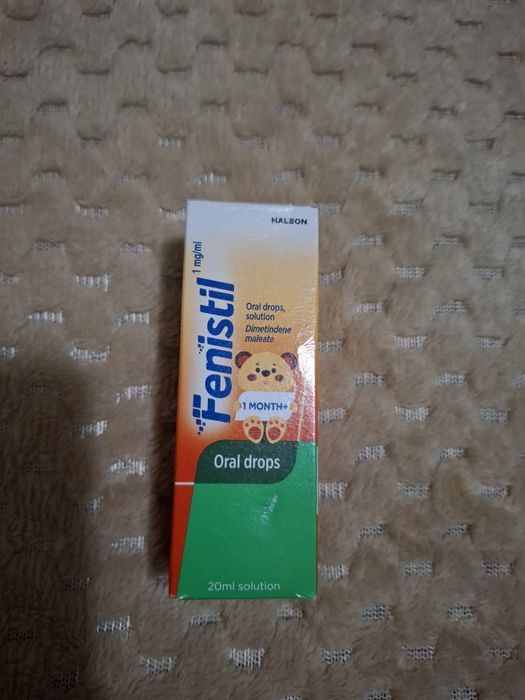 HALEON
Fenistil 1 mg/ml
Oral drops,
solution
Dimetindene
maleate
1 MONTH+
Oral drops
20ml solution